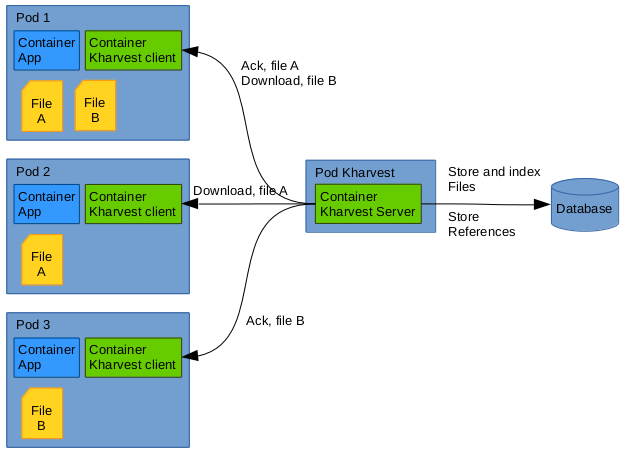 Pod 1
Container
App
Container
Kharvest client
File
A
File
B
Ack, file A
Download, file B
Pod 2
Container
App
Container
Kharvest client
File
A
Download, file A
Pod Kharvest
Container
Kharvest Server
Store and index
Files
Store
References
Database
Pod 3
Container
App
Container
Kharvest client
File
B
Ack, file B